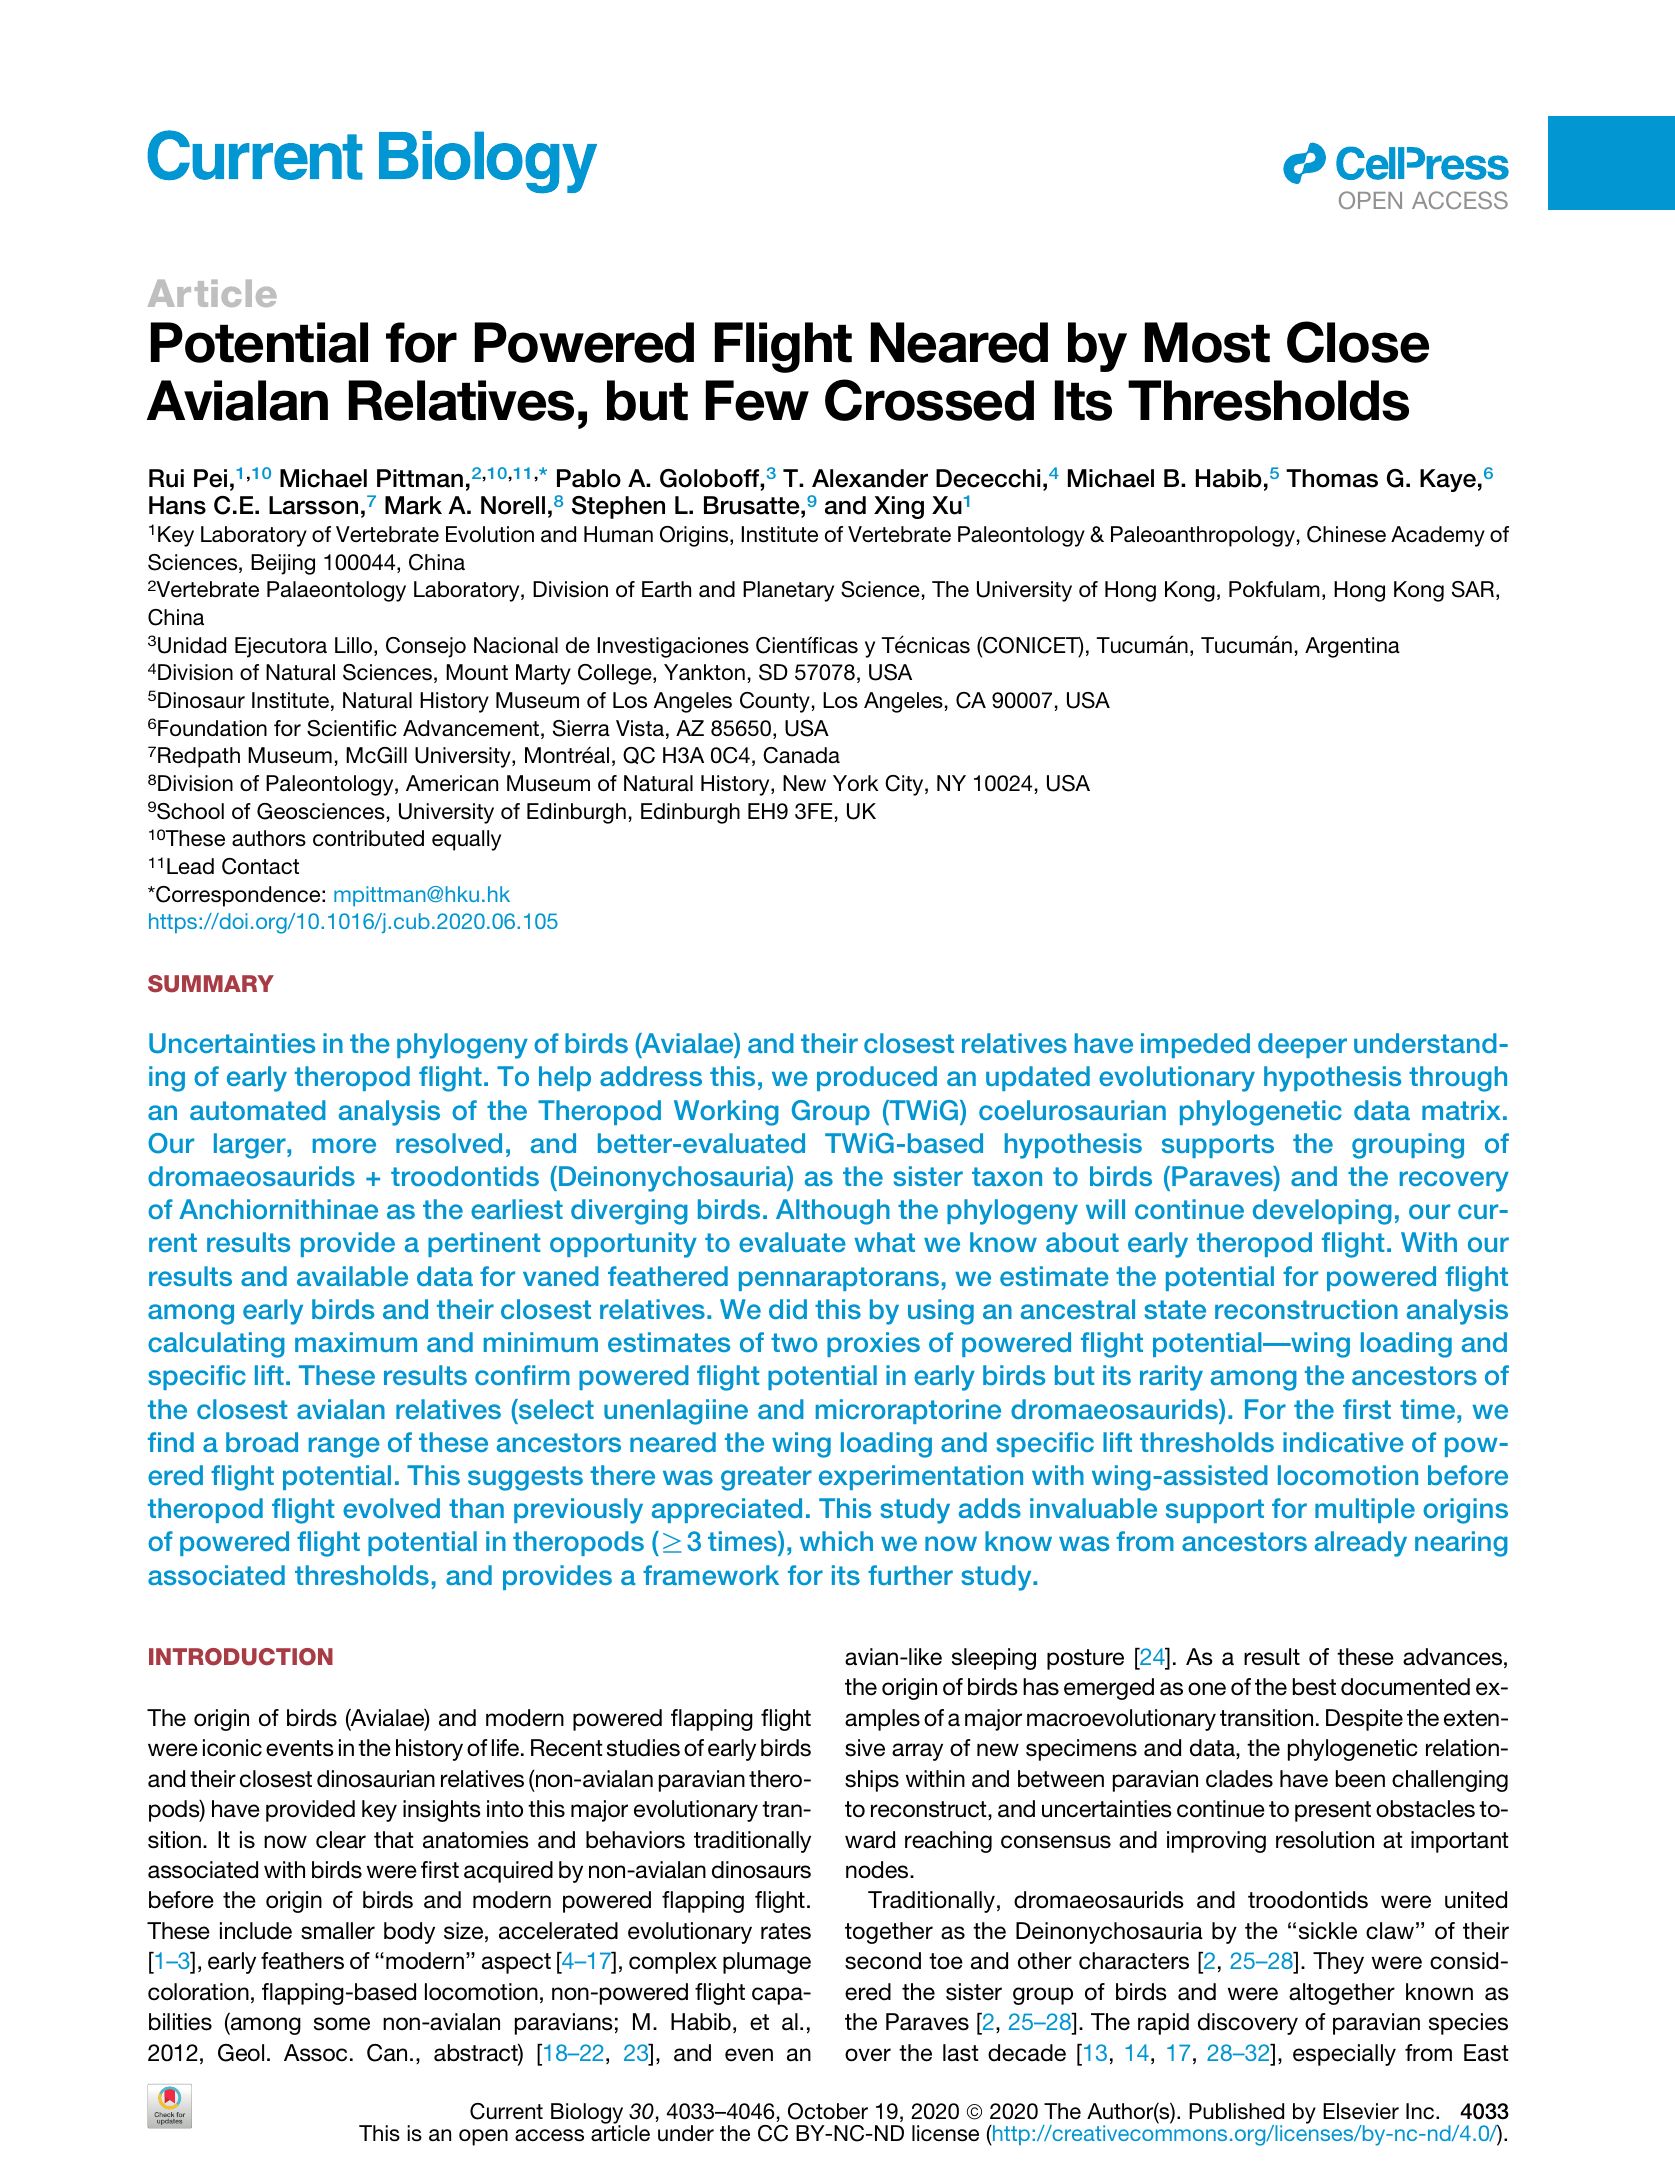 Current Biology
CellPress
OPEN ACCESS
Article
Potential for Powered Flight Neared by Most Close
Avialan Relatives, but Few Crossed Its Thresholds
Rui Pei,1,10 Michael Pittman,2,10,11,* Pablo A. Goloboff,3 T. Alexander Dececchi,4 Michael B. Habib,5 Thomas G. Kaye,6
Hans C.E. Larsson,7 Mark A. Norell,8 Stephen L. Brusatte,9 and Xing Xu1
1Key Laboratory of Vertebrate Evolution and Human Origins, Institute of Vertebrate Paleontology & Paleoanthropology, Chinese Academy of
Sciences, Beijing 100044, China
2Vertebrate Palaeontology Laboratory, Division of Earth and Planetary Science, The University of Hong Kong, Pokfulam, Hong Kong SAR,
China
3Unidad Ejecutora Lillo, Consejo Nacional de Investigaciones Científicas y Técnicas (CONICET), Tucumán, Tucumán, Argentina
4Division of Natural Sciences, Mount Marty College, Yankton, SD 57078, USA
5Dinosaur Institute, Natural History Museum of Los Angeles County, Los Angeles, CA 90007, USA
6Foundation for Scientific Advancement, Sierra Vista, AZ 85650, USA
7Redpath Museum, McGill University, Montréal, QC H3A 0C4, Canada
8Division of Paleontology, American Museum of Natural History, New York City, NY 10024, USA
9School of Geosciences, University of Edinburgh, Edinburgh EH9 3FE, UK
10These authors contributed equally
11Lead Contact
*Correspondence: mpittman@hku.hk
https://doi.org/10.1016/j.cub.2020.06.105
SUMMARY
Uncertainties in the phylogeny of birds (Avialae) and their closest relatives have impeded deeper understand-
ing of early theropod flight. To help address this, we produced an updated evolutionary hypothesis through
an automated analysis of the Theropod Working Group (TWiG) coelurosaurian phylogenetic data matrix.
Our larger, more resolved, and better-evaluated TWiG-based hypothesis supports the grouping of
dromaeosaurids + troodontids (Deinonychosauria) as the sister taxon to birds (Paraves) and the recovery
of Anchiornithinae as the earliest diverging birds. Although the phylogeny will continue developing, our cur-
rent results provide a pertinent opportunity to evaluate what we know about early theropod flight. With our
results and available data for vaned feathered pennaraptorans, we estimate the potential for powered flight
among early birds and their closest relatives. We did this by using an ancestral state reconstruction analysis
calculating maximum and minimum estimates of two proxies of powered flight potential—wing loading and
specific lift. These results confirm powered flight potential in early birds but its rarity among the ancestors of
the closest avialan relatives (select unenlagiine and microraptorine dromaeosaurids). For the first time, we
find a broad range of these ancestors neared the wing loading and specific lift thresholds indicative of pow-
ered flight potential. This suggests there was greater experimentation with wing-assisted locomotion before
theropod flight evolved than previously appreciated. This study adds invaluable support for multiple origins
of powered flight potential in theropods (≥3 times), which we now know was from ancestors already nearing
associated thresholds, and provides a framework for its further study.
INTRODUCTION
The origin of birds (Avialae) and modern powered flapping flight
were iconic events in the history of life. Recent studies of early birds
and their closest dinosaurian relatives (non-avialan paravian thero-
pods) have provided key insights into this major evolutionary tran-
sition. It is now clear that anatomies and behaviors traditionally
associated with birds were first acquired by non-avialan dinosaurs
before the origin of birds and modern powered flapping flight.
These include smaller body size, accelerated evolutionary rates
[1–3], early feathers of “modern” aspect [4–17], complex plumage
coloration, flapping-based locomotion, non-powered flight capa-
bilities (among some non-avialan paravians; M. Habib, et al.,
2012, Geol. Assoc. Can., abstract) [18–22, 23], and even an
avian-like sleeping posture [24]. As a result of these advances,
the origin of birds has emerged as one of the best documented ex-
amples of a major macroevolutionary transition. Despite the exten-
sive array of new specimens and data, the phylogenetic relation-
ships within and between paravian clades have been challenging
to reconstruct, and uncertainties continue to present obstacles to-
ward reaching consensus and improving resolution at important
nodes.
Traditionally, dromaeosaurids and troodontids were united
together as the Deinonychosauria by the “sickle claw” of their
second toe and other characters [2, 25–28]. They were consid-
ered the sister group of birds and were altogether known as
the Paraves [2, 25–28]. The rapid discovery of paravian species
over the last decade [13, 14, 17, 28–32], especially from East
Check for
updates
Current Biology 30, 4033–4046, October 19, 2020 © 2020 The Author(s). Published by Elsevier Inc. 4033
This is an open access article under the CC BY-NC-ND license (http://creativecommons.org/licenses/by-nc-nd/4.0/).